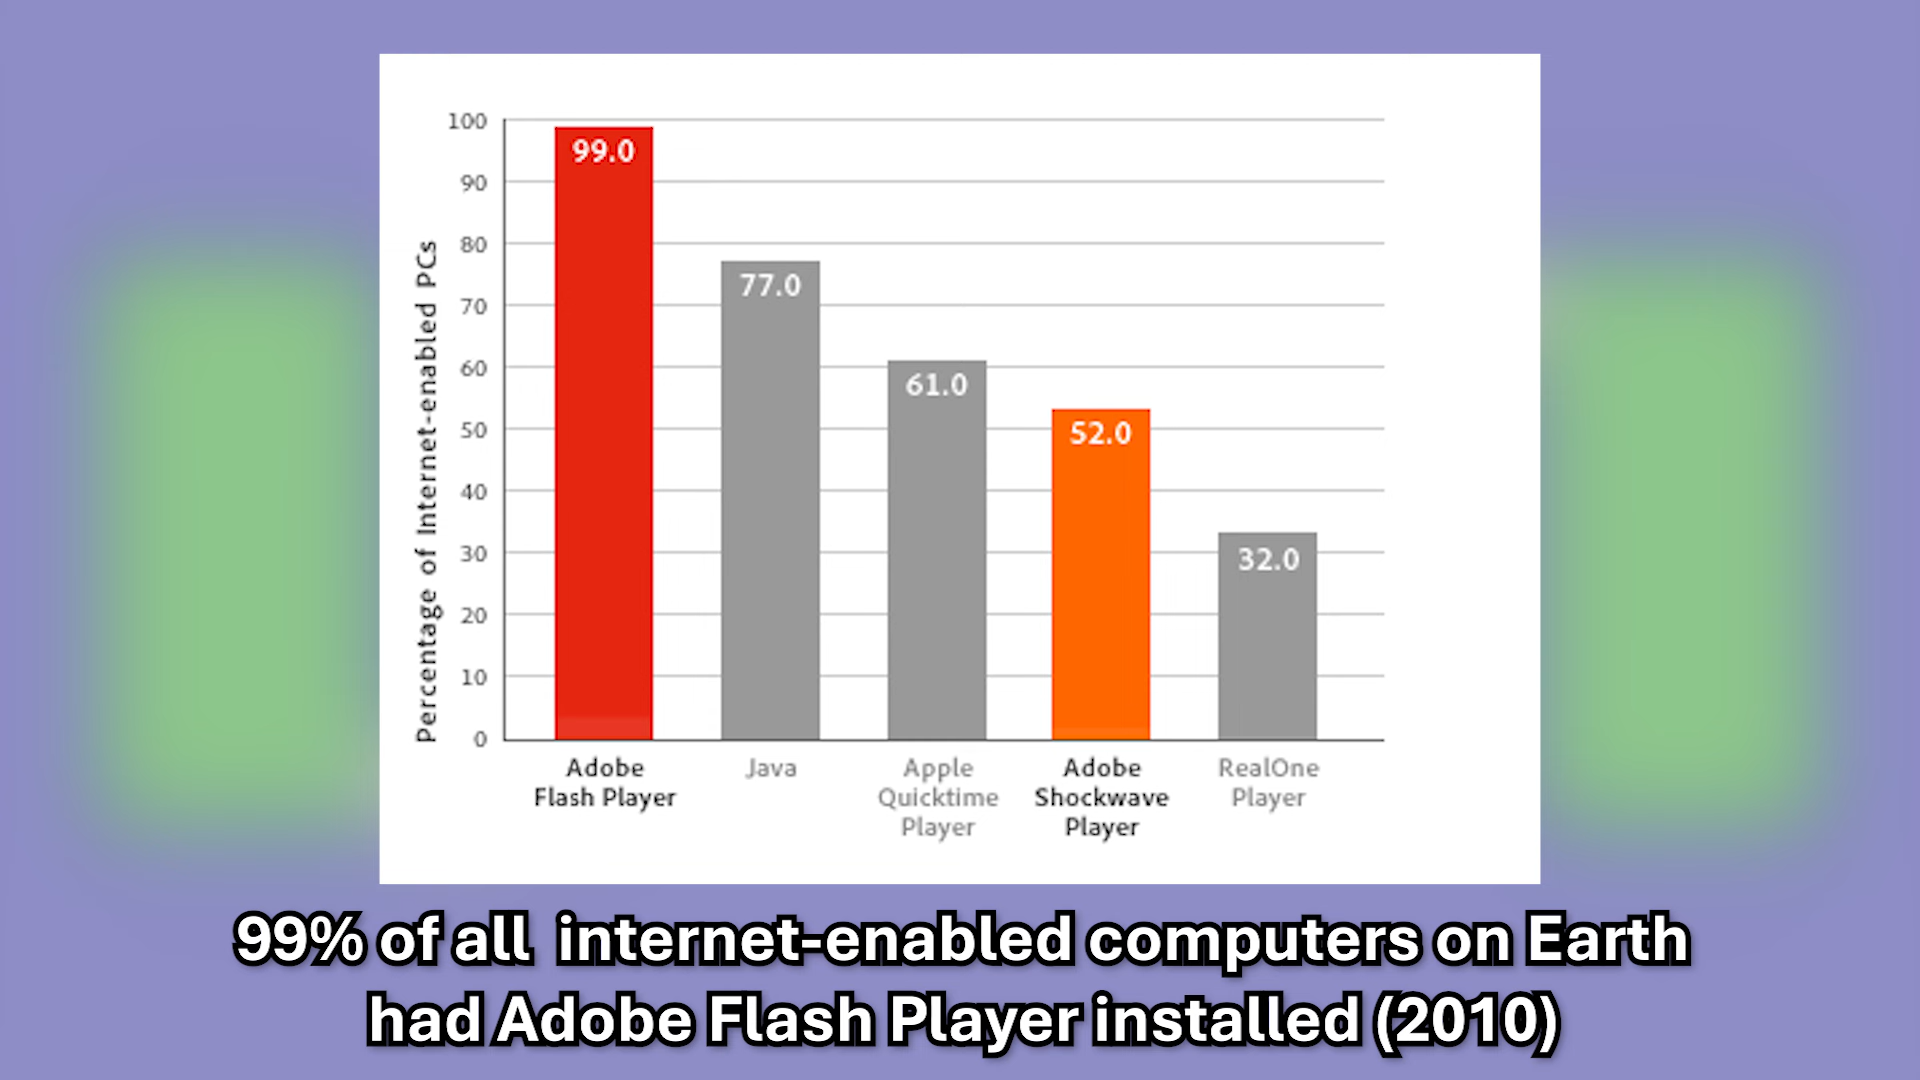 100
99.0
90
80
77.0
70
61.0
60
52.0
50
40
32.0
30
20
10
0
Percentage of Internet-enabled PCs
Adobe
Flash Player
Java
Apple
Quicktime
Player
Adobe
Shockwave
Player
RealOne
Player
99% of all  internet-enabled computers on Earth
had Adobe Flash Player installed (2010)